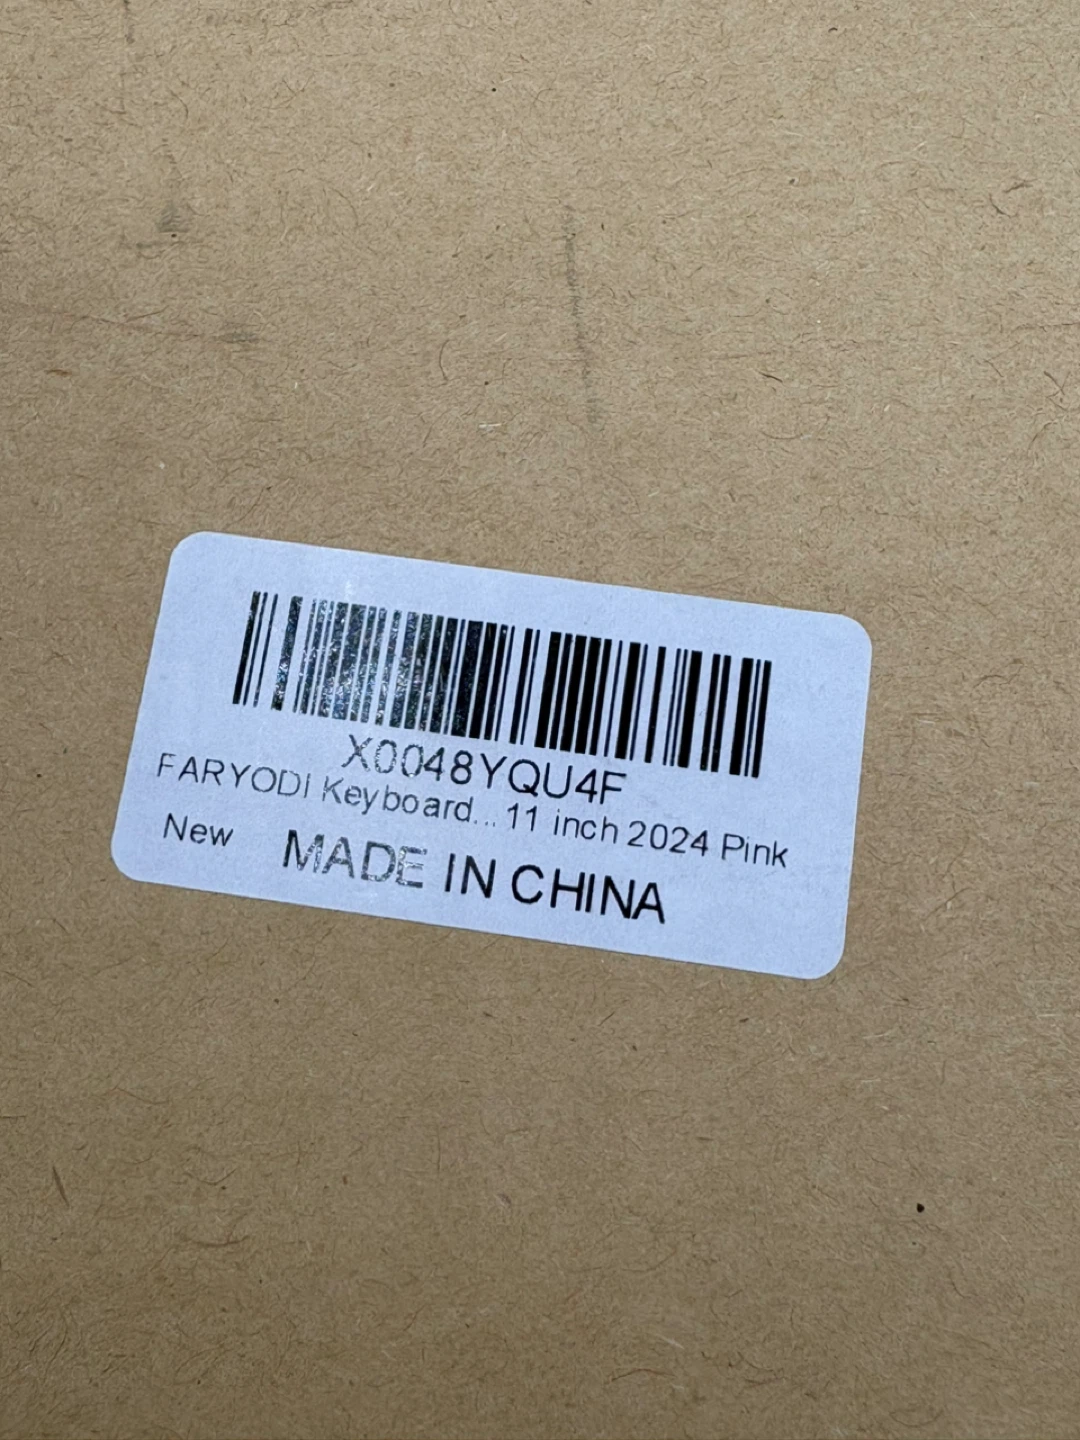 X0048YQU4F
FARYODI Keyboard... 11 inch 2024 Pink
New
MADE IN CHINA